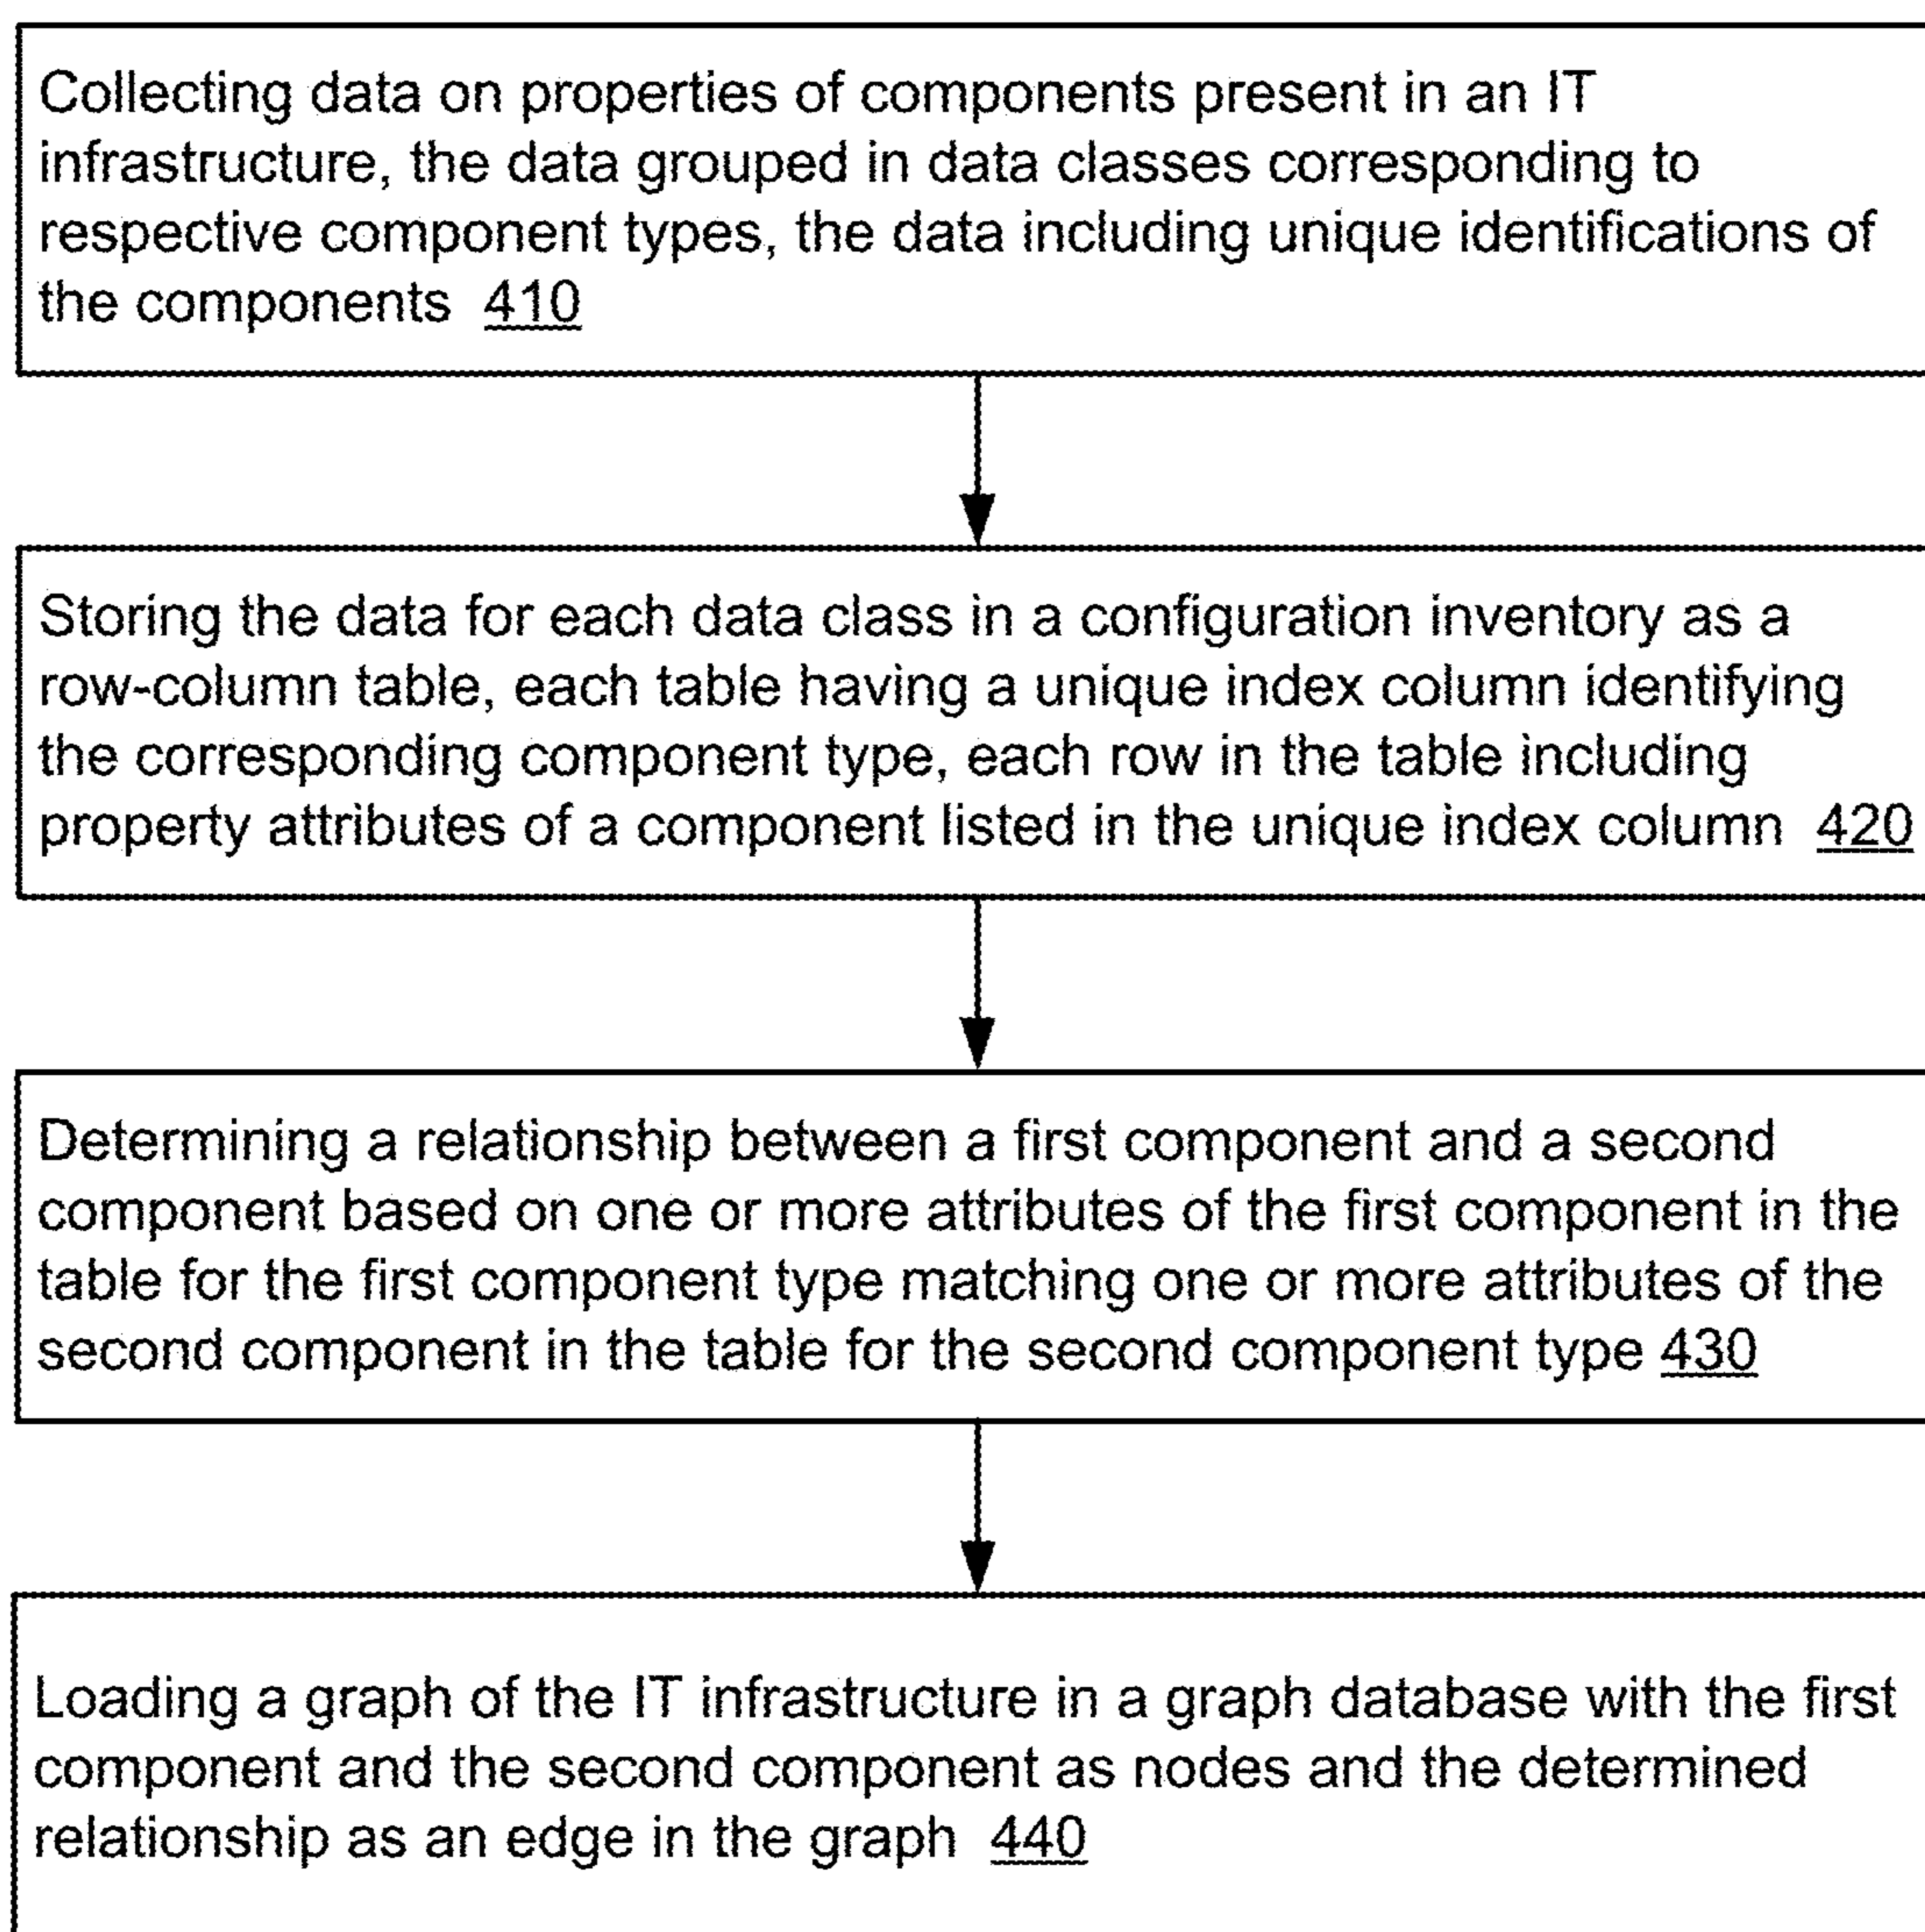 Collecting data on properties of components present in an IT
infrastructure, the data grouped in data classes corresponding to
respective component types, the data including unique identifications of
the components 410
Storing the data for each data class in a configuration inventory as a
row-column table, each table having a unique index column identifying
the corresponding component type, each row in the table including
property attributes of a component listed in the unique index column 420
Determining a relationship between a first component and a second
component based on one or more attributes of the first component in the
table for the first component type matching one or more attributes of the
second component in the table for the second component type 430
Loading a graph of the IT infrastructure in a graph database with the first
component and the second component as nodes and the determined
relationship as an edge in the graph 440